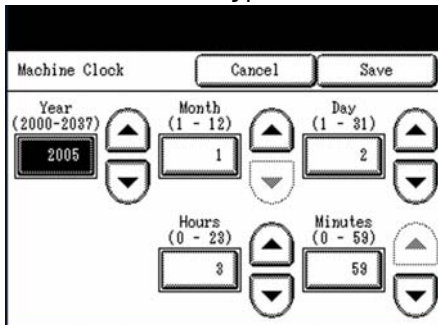 Machine Clock Cancel Save
Year Month Day
(2000-2037) (1 - 12) (1 - 31)
2005 1 2
Hours Minutes
(0 - 23) (0 - 59)
3 59